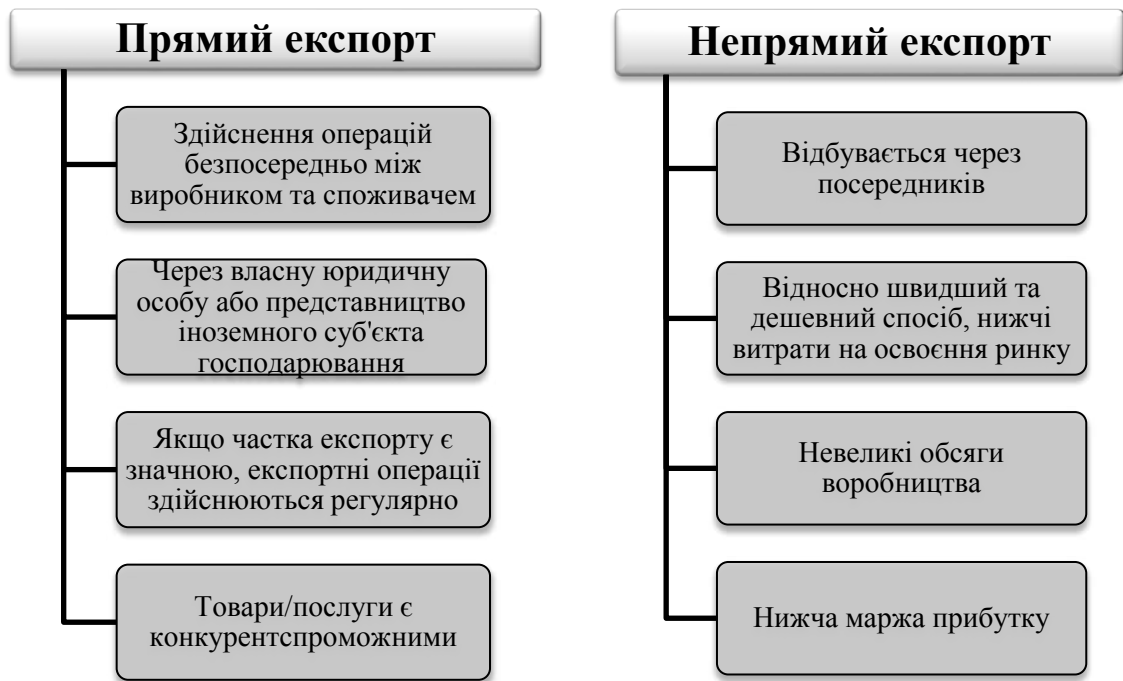 Прямий експорт
Здійснення операцій
безпосередньо між
виробником та споживачем
Через власну юридичну
особу або представництво
іноземного суб'єкта
господарювання
Якщо частка експорту є
значною, експортні операції
здійснюються регулярно
Товари/послуги є
конкурентспроможними
Непрямий експорт
Відбувається через
посередників
Відносно швидший та
дешевний спосіб, нижчі
витрати на освоєння ринку
Невеликі обсяги
воробництва
Нижча маржа прибутку